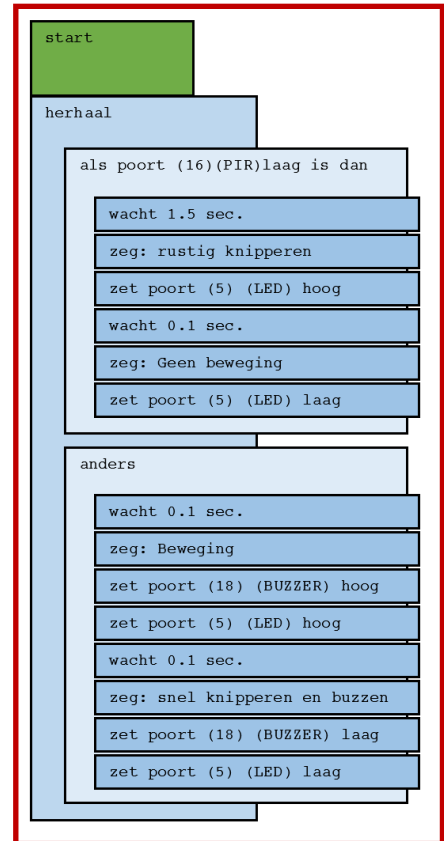 start
herhaal
als poort (16)(PIR)laag is dan
wacht 1.5 sec.
zeg: rustig knipperen
zet poort (5) (LED) hoog
wacht 0.1 sec.
zeg: Geen beweging
zet poort (5) (LED) laag
anders
wacht 0.1 sec.
zeg: Beweging
zet poort (18) (BUZZER) hoog
zet poort (5) (LED) hoog
wacht 0.1 sec.
zeg: snel knipperen en buzzen
zet poort (18) (BUZZER) laag
zet poort (5) (LED) laag